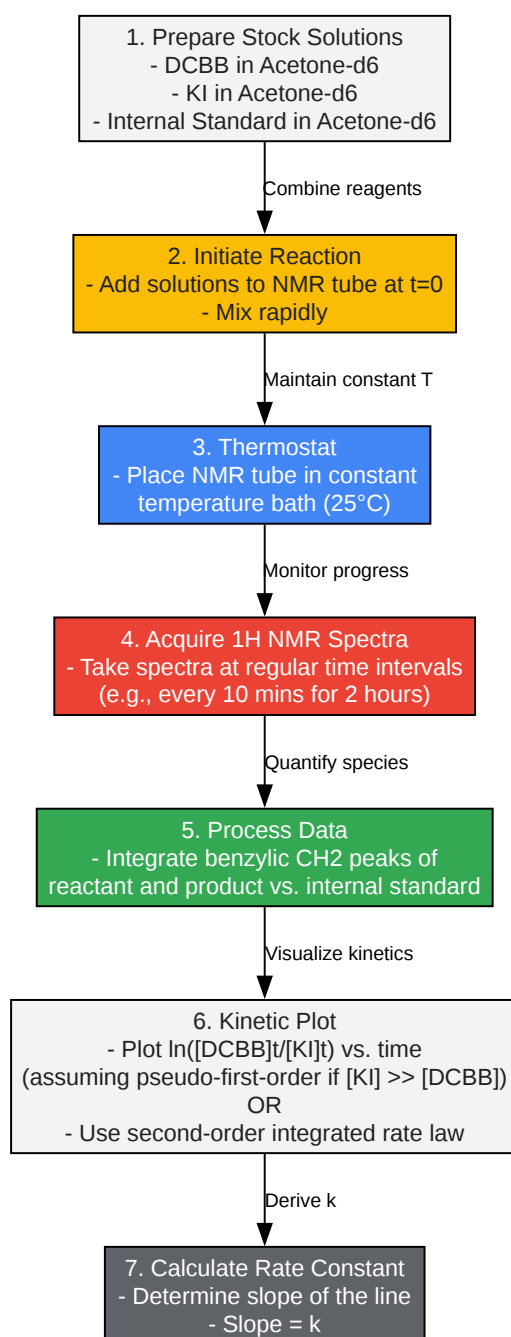 1. Prepare Stock Solutions
- DCBB in Acetone-d6
- KI in Acetone-d6
- Internal Standard in Acetone-d6
Combine reagents
2. Initiate Reaction
- Add solutions to NMR tube at t=0
- Mix rapidly
Maintain constant T
3. Thermostat
- Place NMR tube in constant
temperature bath (25°C)
Monitor progress
4. Acquire 1H NMR Spectra
- Take spectra at regular time intervals
(e.g., every 10 mins for 2 hours)
Quantify species
5. Process Data
- Integrate benzylic CH2 peaks of
reactant and product vs. internal standard
Visualize kinetics
6. Kinetic Plot
- Plot ln([DCBB]t/[KI]t) vs. time
(assuming pseudo-first-order if [KI] >> [DCBB])
OR
- Use second-order integrated rate law
Derive k
7. Calculate Rate Constant
- Determine slope of the line
- Slope = k